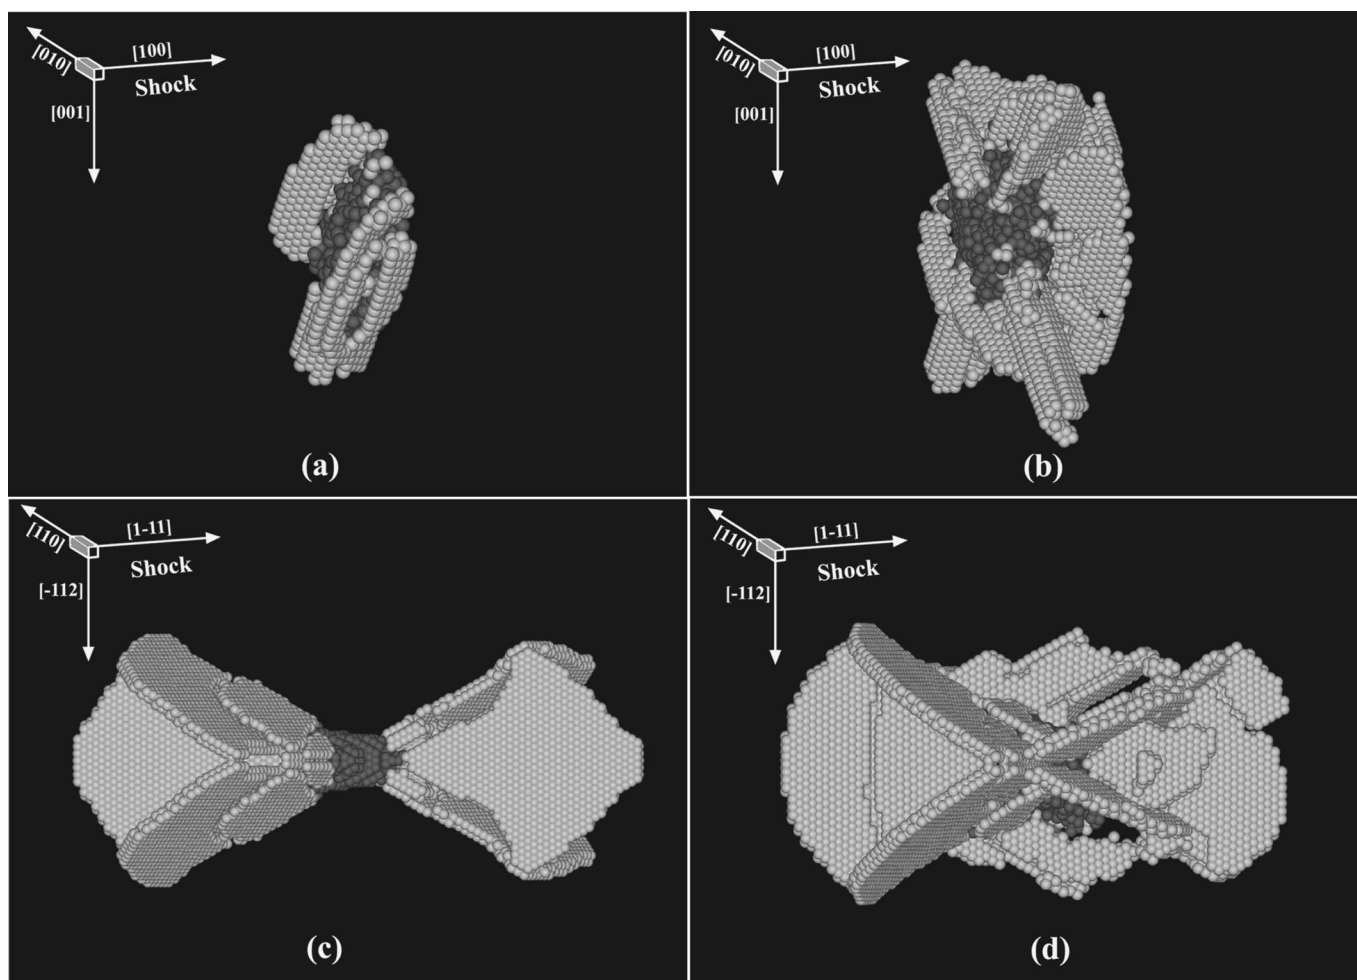 [100]
[010]
Shock
[001]
(a)
[100]
[010]
Shock
[001]
(b)
[1-11]
[110]
Shock
[-112]
(c)
[1-11]
[110]
Shock
[-112]
(d)